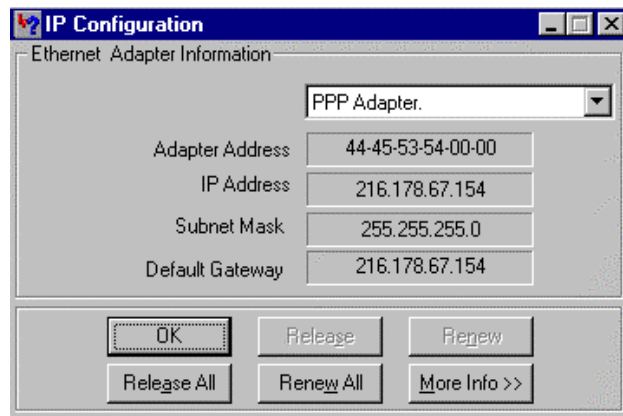 IP Configuration
Ethernet Adapter Information
PPP Adapter.
Adapter Address 44-45-53-54-00-00
IP Address 216.178.67.154
Subnet Mask 255.255.255.0
Default Gateway 216.178.67.154
OK Release Renew
Release All Renew All More Info >>